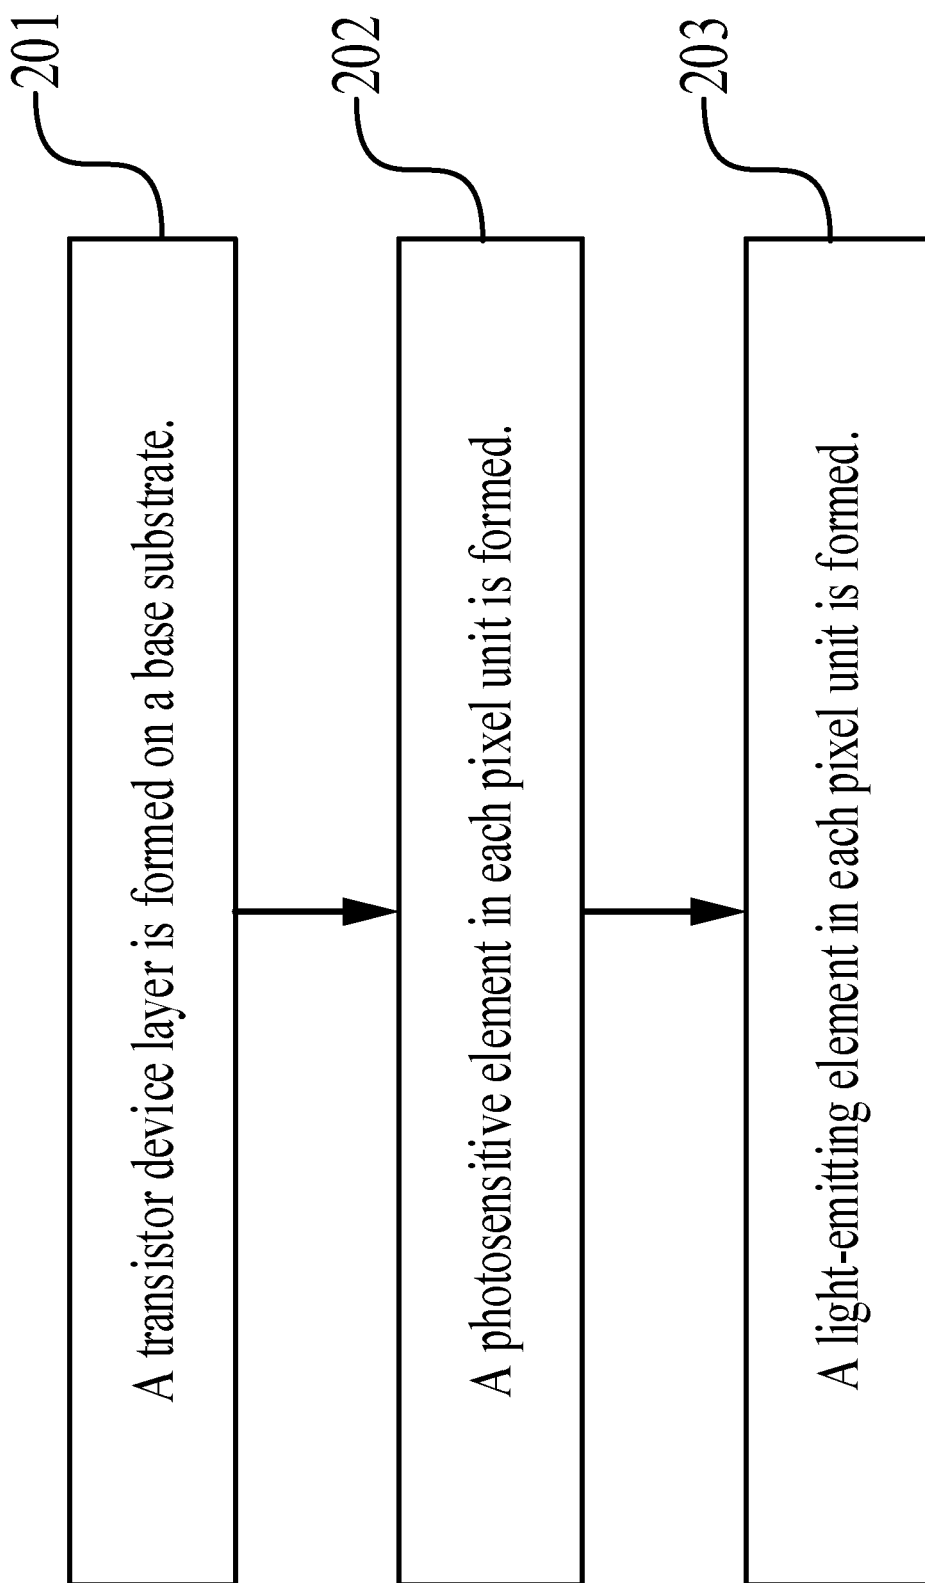 201
A transistor device layer is formed on a base substrate.
202
A photosensitive element in each pixel unit is formed.
203
A light-emitting element in each pixel unit is formed.